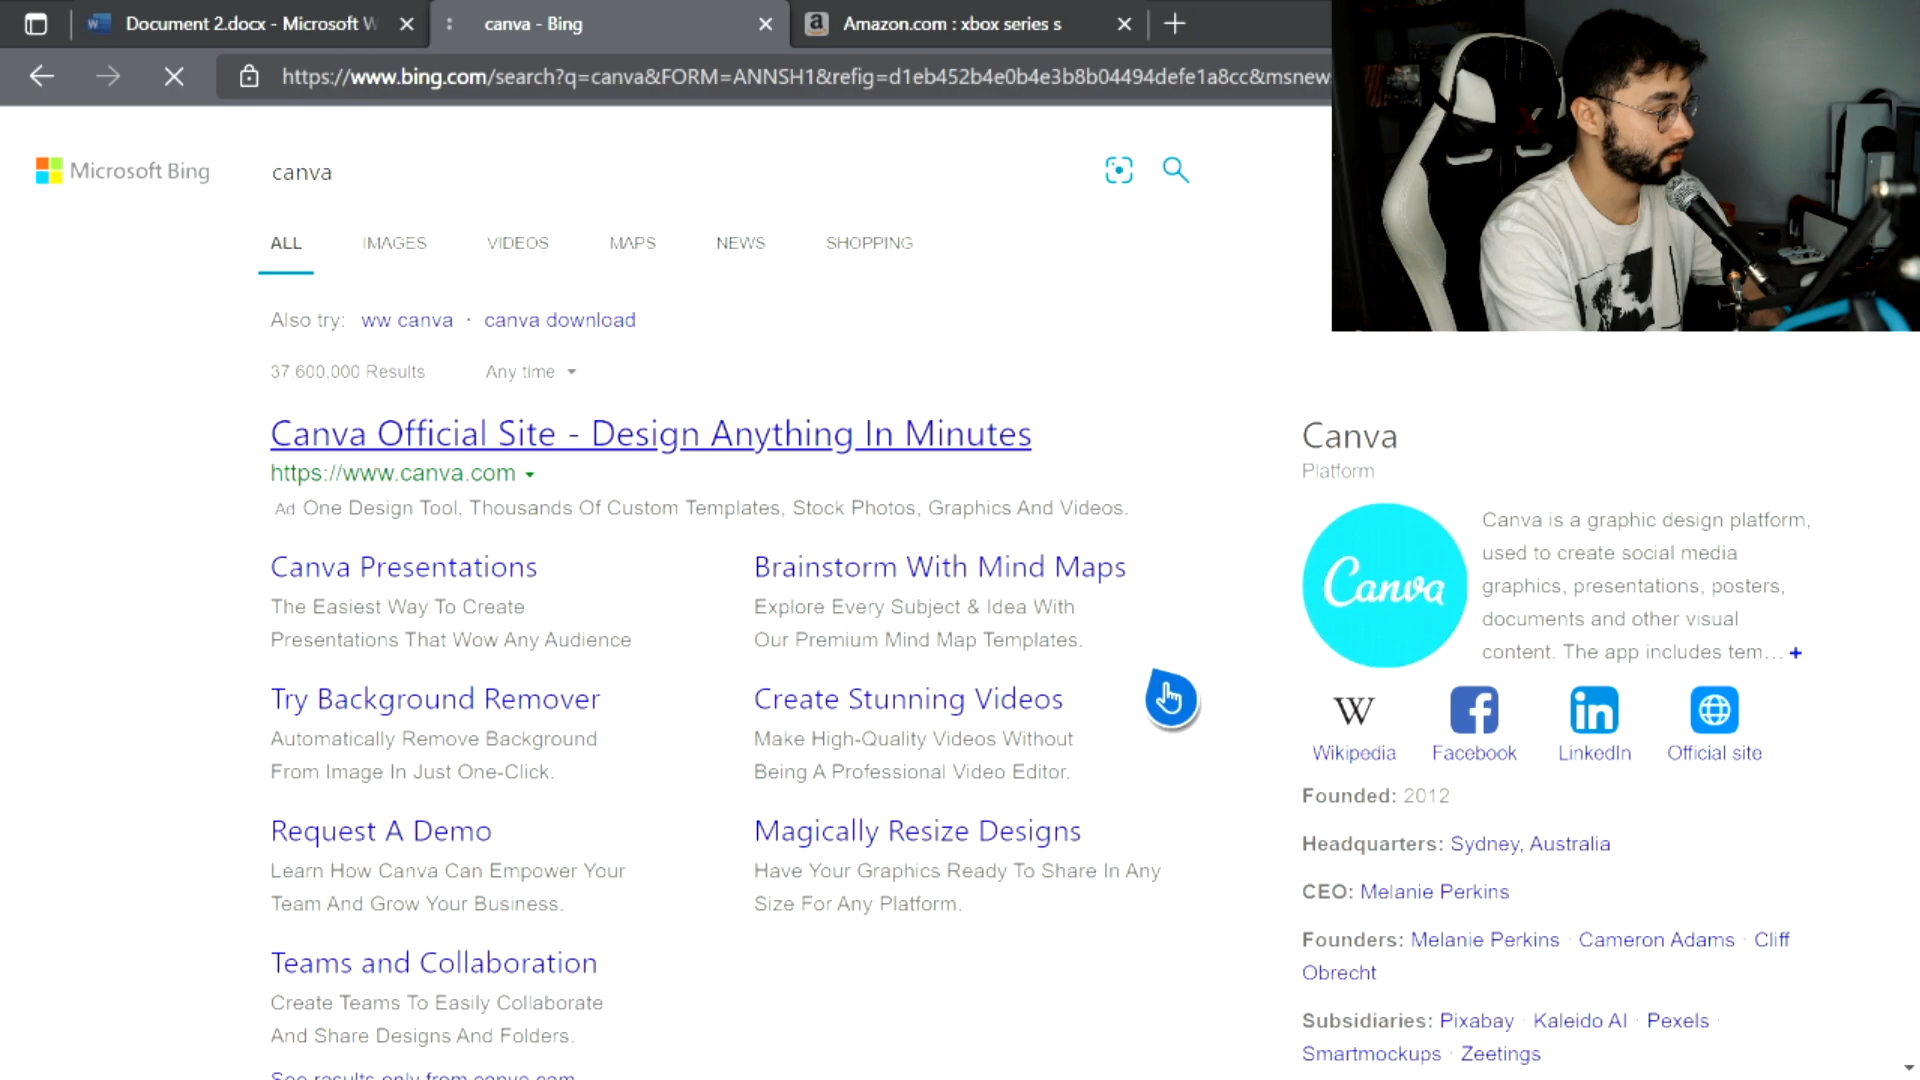 Document 2.docx - Microsoft W
canva - Bing
Amazon.com : xbox series s
https://www.bing.com/search?q=canva&FORM=ANNSH1&refig=d1eb452b4e0b4e3b8b04494defe1a8cc&msnew
Microsoft Bing
canva
ALL IMAGES VIDEOS MAPS NEWS SHOPPING
Also try: ww canva · canva download
37,600,000 Results Any time
Canva Official Site - Design Anything In Minutes
https://www.canva.com
Ad One Design Tool, Thousands Of Custom Templates, Stock Photos, Graphics And Videos.
Canva Presentations
The Easiest Way To Create
Presentations That Wow Any Audience
Brainstorm With Mind Maps
Explore Every Subject & Idea With
Our Premium Mind Map Templates.
Try Background Remover
Automatically Remove Background
From Image In Just One-Click.
Create Stunning Videos
Make High-Quality Videos Without
Being A Professional Video Editor.
Request A Demo
Learn How Canva Can Empower Your
Team And Grow Your Business.
Magically Resize Designs
Have Your Graphics Ready To Share In Any
Size For Any Platform.
Teams and Collaboration
Create Teams To Easily Collaborate
And Share Designs And Folders.
See results only from canva.com
Canva
Platform
Canva
Canva is a graphic design platform,
used to create social media
graphics, presentations, posters,
documents and other visual
content. The app includes tem… +
W
Wikipedia Facebook LinkedIn Official site
Founded: 2012
Headquarters: Sydney, Australia
CEO: Melanie Perkins
Founders: Melanie Perkins · Cameron Adams · Cliff
Obrecht
Subsidiaries: Pixabay · Kaleido AI · Pexels ·
Smartmockups · Zeetings